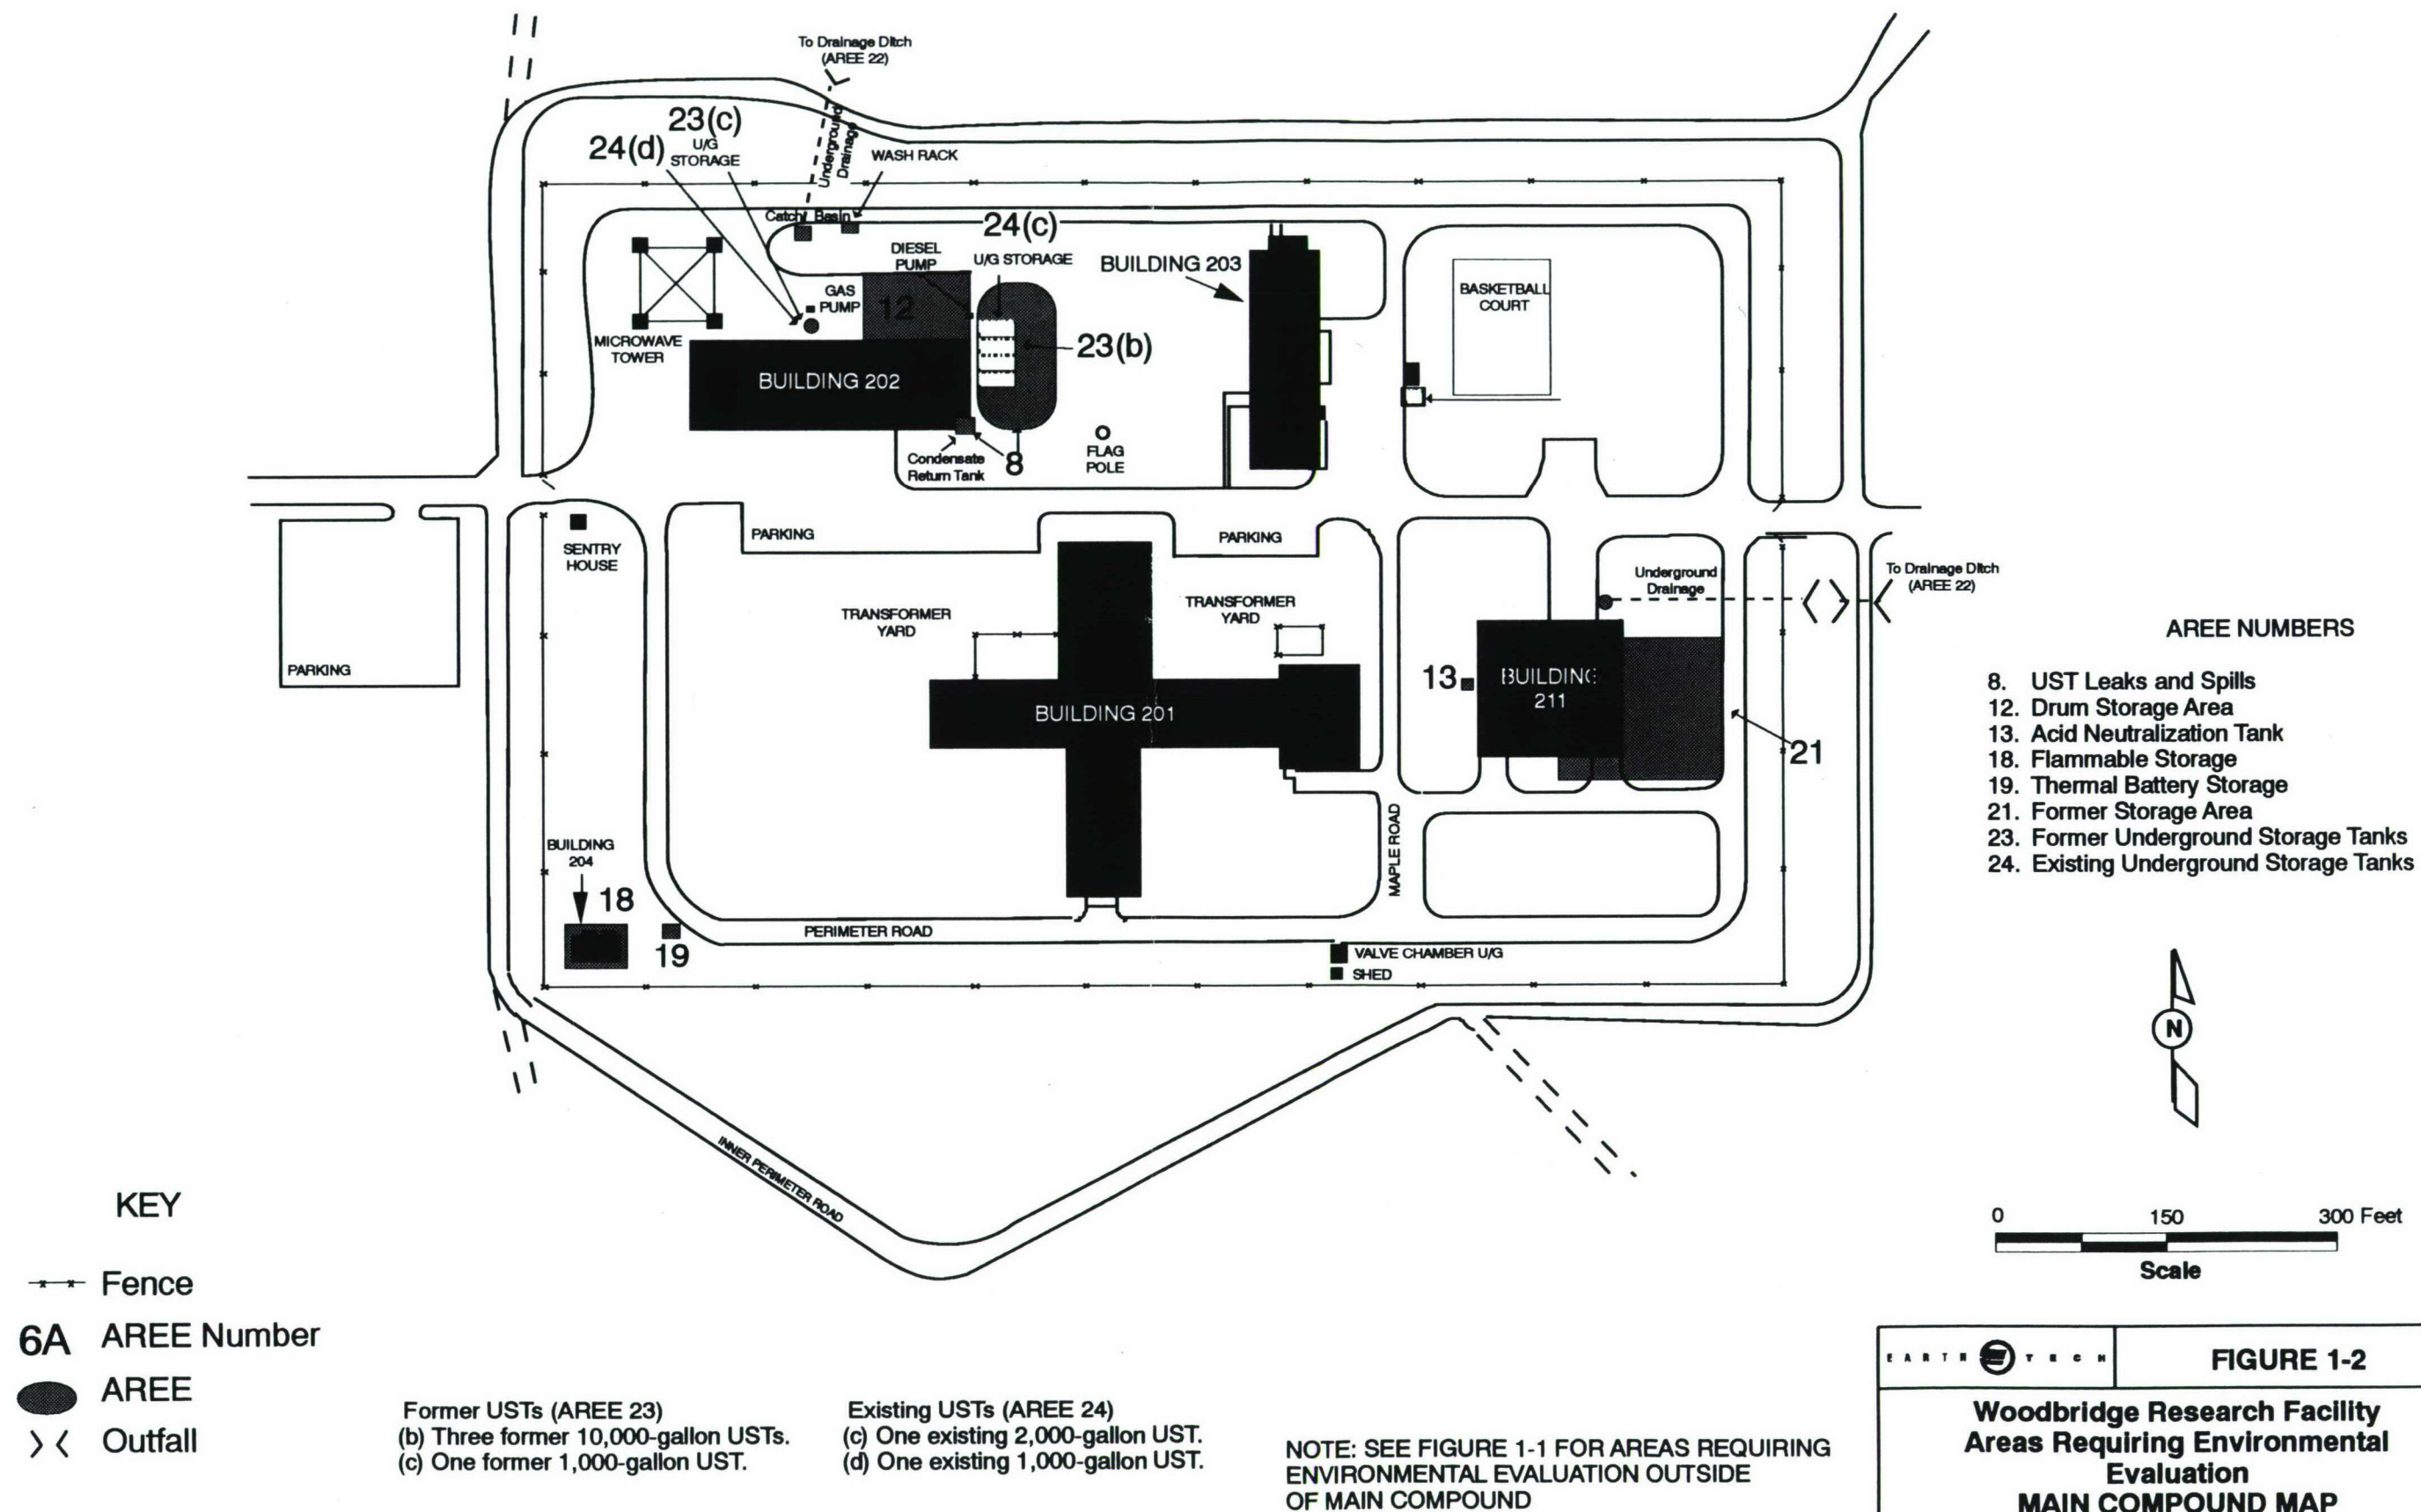 To Drainage Ditch
(AREE 22)
23(c)
U/G
STORAGE
24(d)
Underground
Drainage
WASH RACK
Catch Basin
24(c)
U/G STORAGE
DIESEL
PUMP
BUILDING 203
GAS
PUMP
12
BASKETBALL
COURT
MICROWAVE
TOWER
23(b)
BUILDING 202
Condensate
Return Tank
8
FLAG
POLE
SENTRY
HOUSE
PARKING
PARKING
PARKING
Underground
Drainage
To Drainage Ditch
(AREE 22)
TRANSFORMER
YARD
TRANSFORMER
YARD
13
BUILDING
211
BUILDING 201
21
MAPLE ROAD
BUILDING
204
18
19
PERIMETER ROAD
VALVE CHAMBER U/G
SHED
INNER PERIMETER ROAD
AREE NUMBERS
8. UST Leaks and Spills
12. Drum Storage Area
13. Acid Neutralization Tank
18. Flammable Storage
19. Thermal Battery Storage
21. Former Storage Area
23. Former Underground Storage Tanks
24. Existing Underground Storage Tanks
N
0 150 300 Feet
Scale
KEY
Fence
6A AREE Number
AREE
Outfall
Former USTs (AREE 23)
(b) Three former 10,000-gallon USTs.
(c) One former 1,000-gallon UST.
Existing USTs (AREE 24)
(c) One existing 2,000-gallon UST.
(d) One existing 1,000-gallon UST.
NOTE: SEE FIGURE 1-1 FOR AREAS REQUIRING
ENVIRONMENTAL EVALUATION OUTSIDE
OF MAIN COMPOUND
EARTH TECH
FIGURE 1-2
Woodbridge Research Facility
Areas Requiring Environmental
Evaluation
MAIN COMPOUND MAP